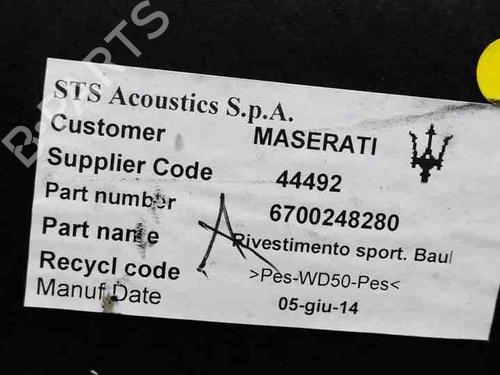 STS Acoustics S.p.A.
Customer MASERATI
Supplier Code 44492
Part number 6700248280
Part name Rivestimento sport. Baul
Recycl code >Pes-WD50-Pes<
Manuf Date 05-giu-14